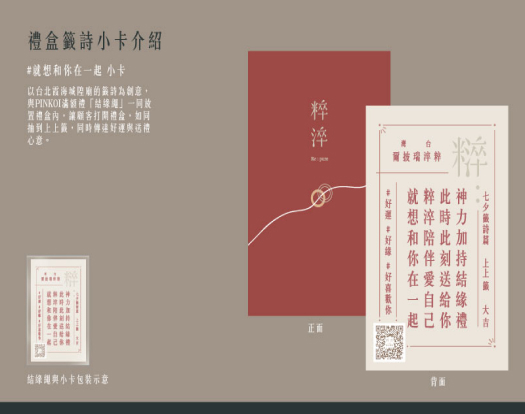 禮盒籤詩小卡介紹
#就想和你在一起 小卡
以台北霞海城隍廟的籤詩為創意，
與PINKOI滿額禮「結緣繩」一同放
置禮盒內，讓顧客打開禮盒，如同
抽到上上籤，同時傳達好運與送禮
心意。
粹
淬
Re : pure
正面
台灣
爾披瑞淬粹
粹
七夕籤詩篇 上上籤 大吉
神力加持結緣禮
此時此刻送給你
粹淬陪伴愛自己
就想和你在一起
#好運 #好緣 #好喜歡你
背面
結緣繩與小卡包裝示意